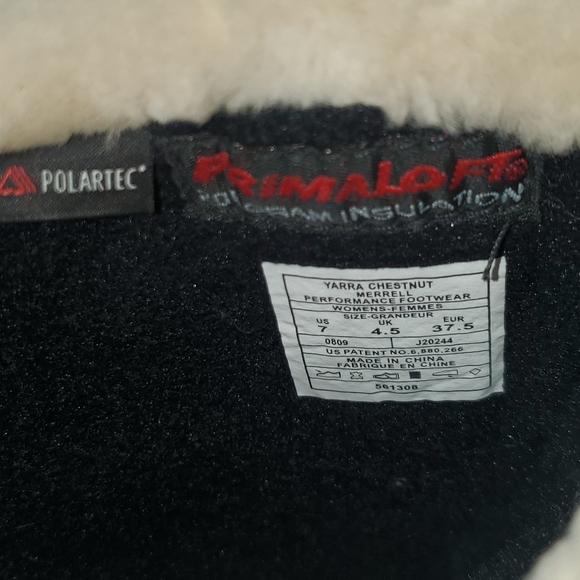 POLARTEC®
PRIMALOFT®
INSULATION
YARRA CHESTNUT
MERRELL
PERFORMANCE FOOTWEAR
WOMENS-FEMMES
SIZE-GRANDEUR
US UK EUR
7 4.5 37.5
0809 J20244
US PATENT NO.6,880,266
MADE IN CHINA
FABRIQUE EN CHINE
561308